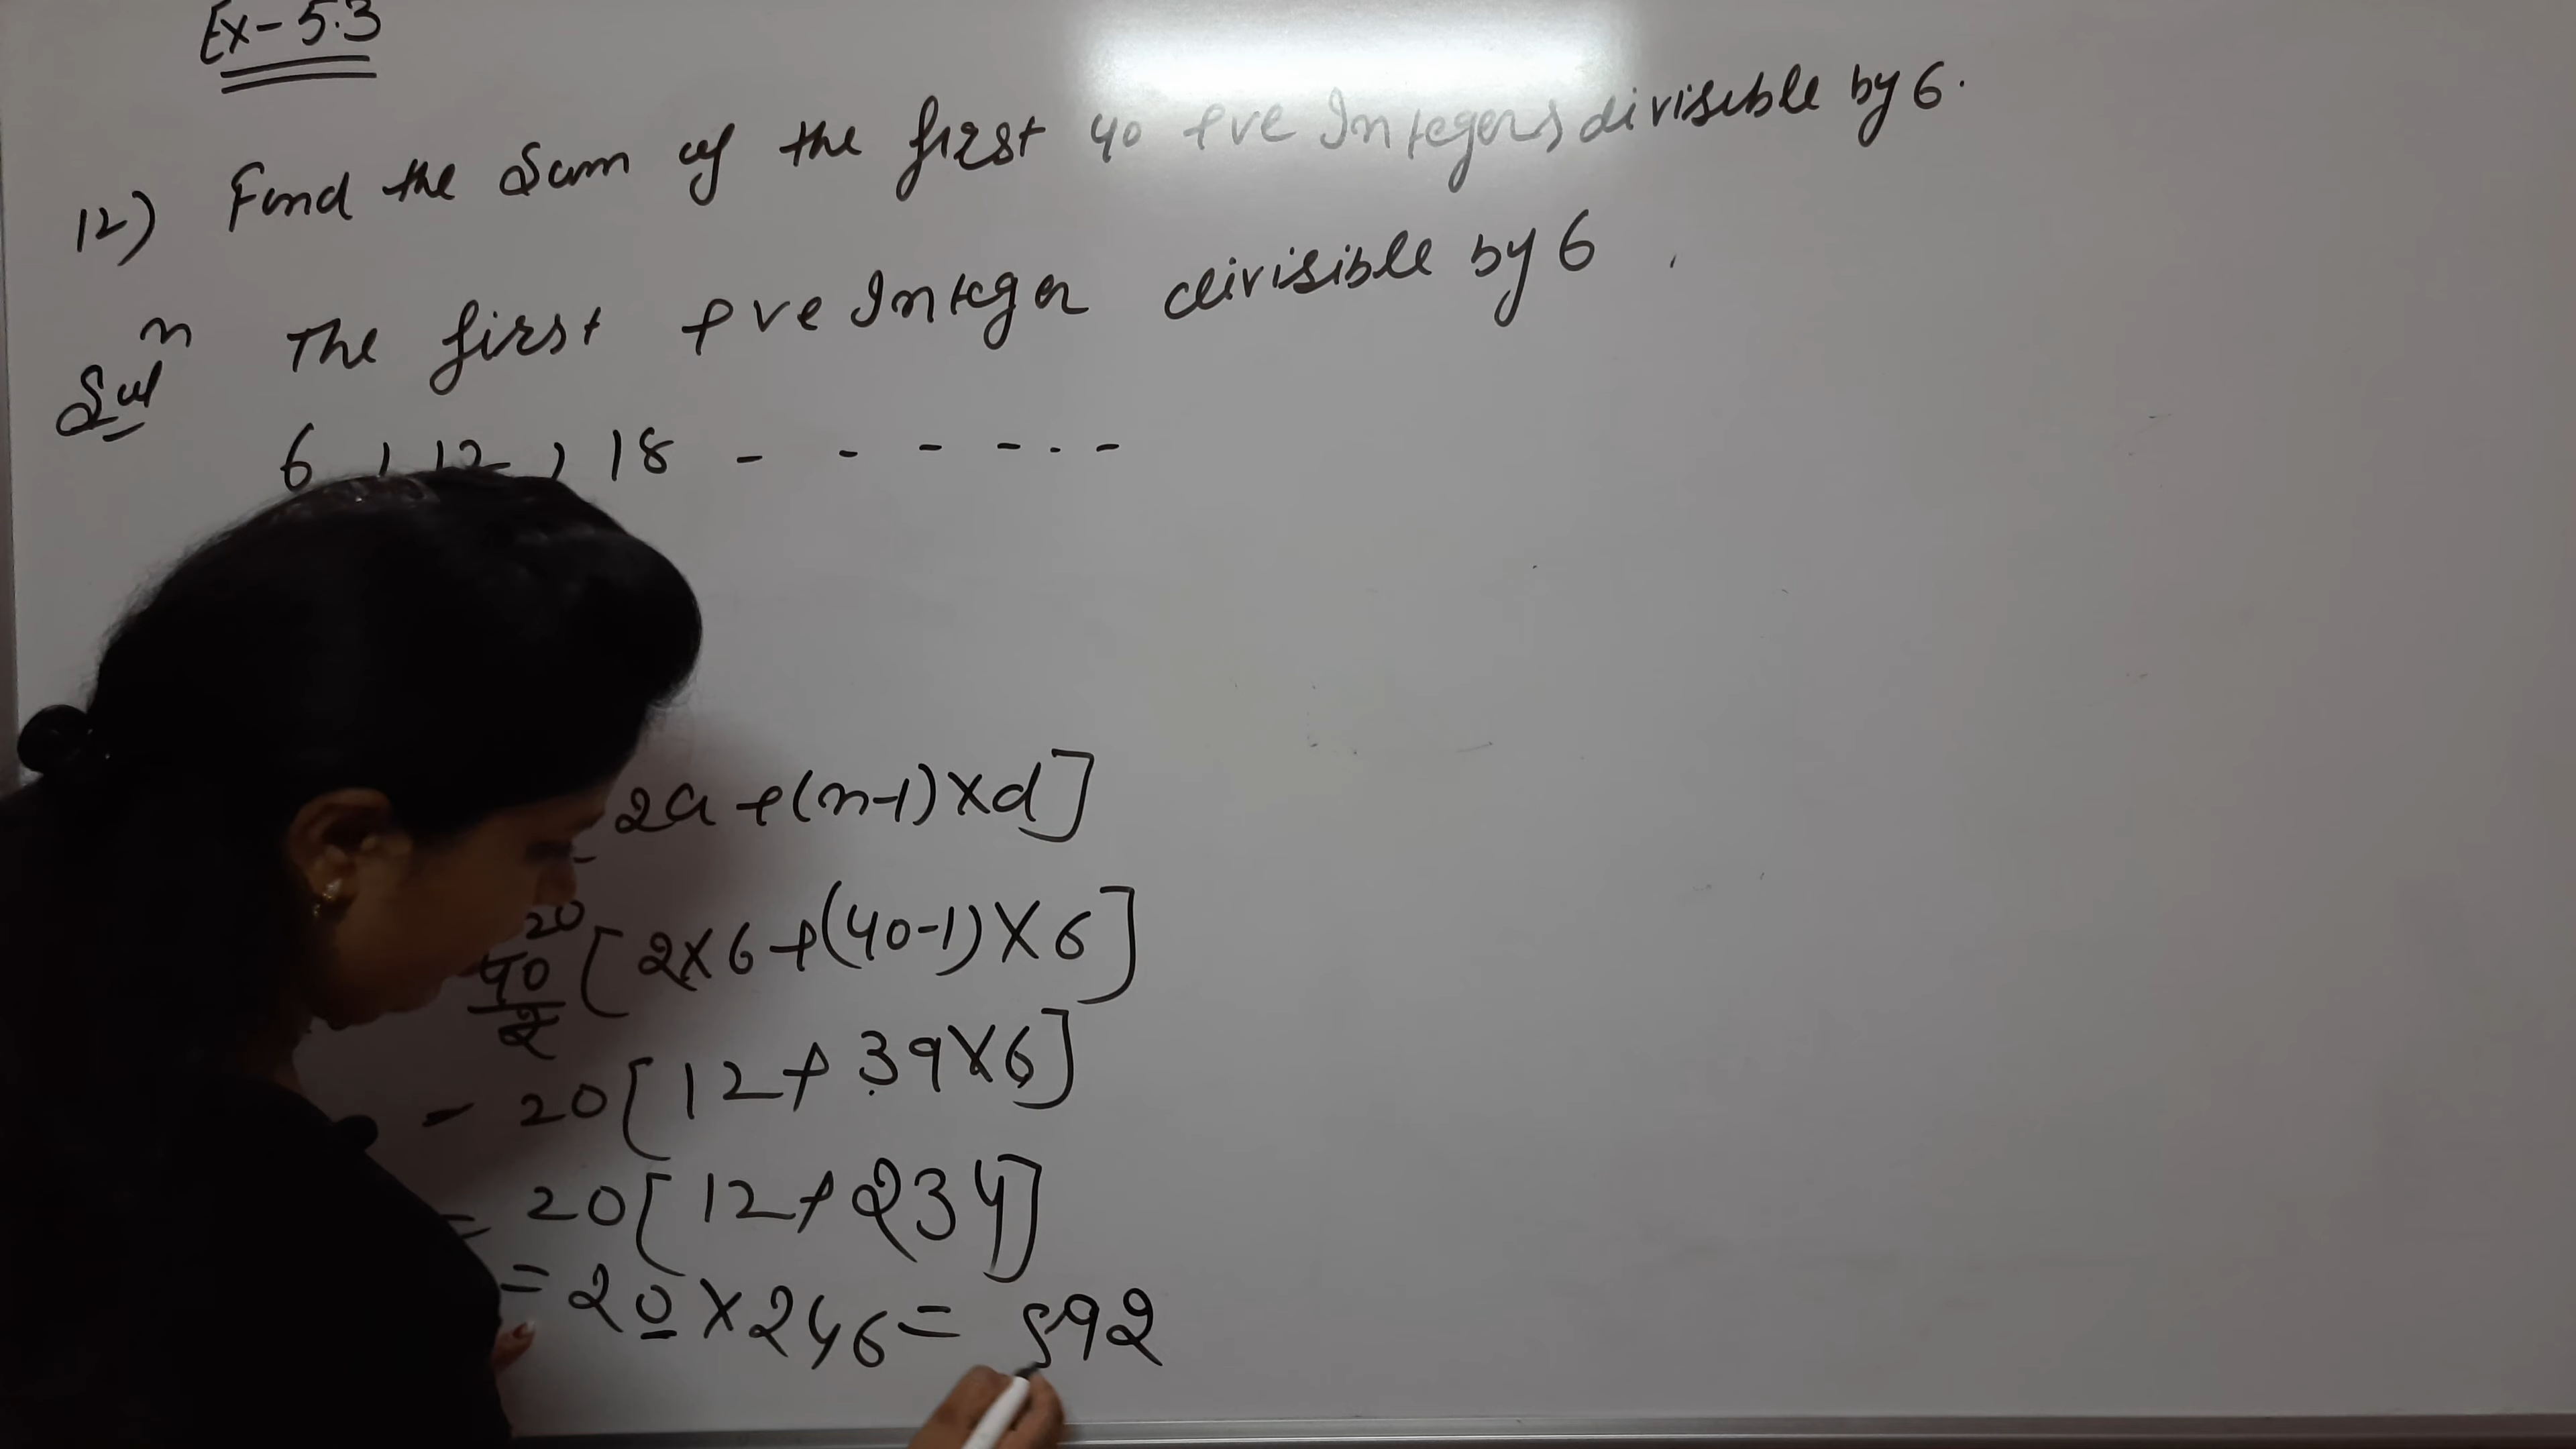 Ex-5.3
12) Find the Sum of the first 40 +ve Integers divisible by 6.
Sol^n The first +ve Integer divisible by 6
6, 12, 18 - - - - . -
2a+(n-1)×d]
20
40/2 [2×6+(40-1)×6]
- 20[12+39×6]
= 20[12+234]
= 20×246= 892